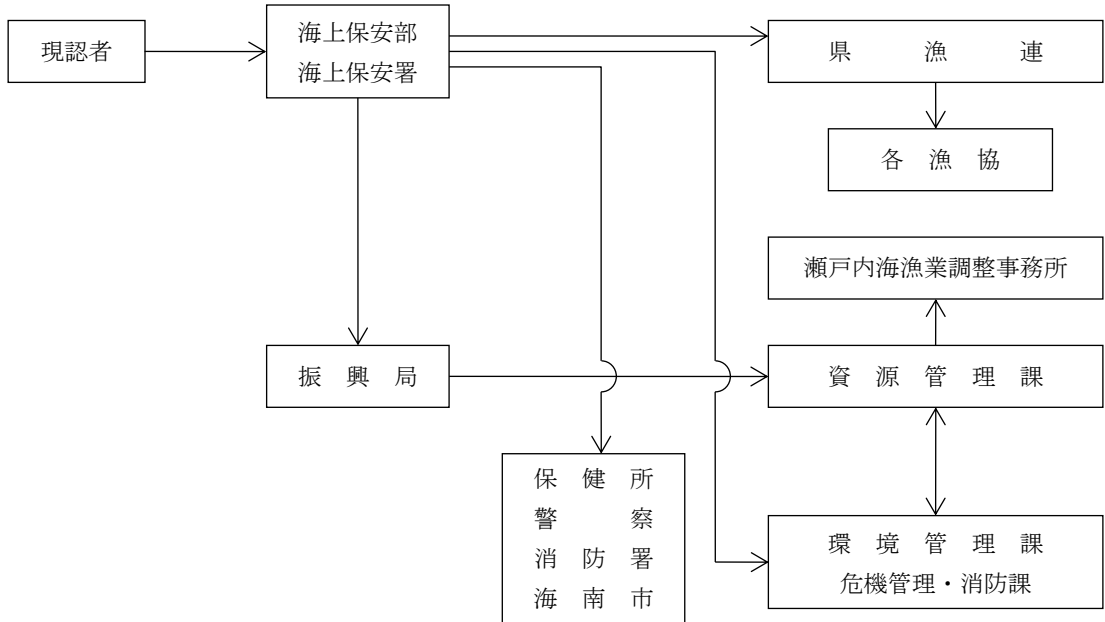 現認者
海上保安部
海上保安署
県漁連
各漁協
瀬戸内海漁業調整事務所
振興局
資源管理課
保健所
警察
消防署
海南市
環境管理課
危機管理・消防課